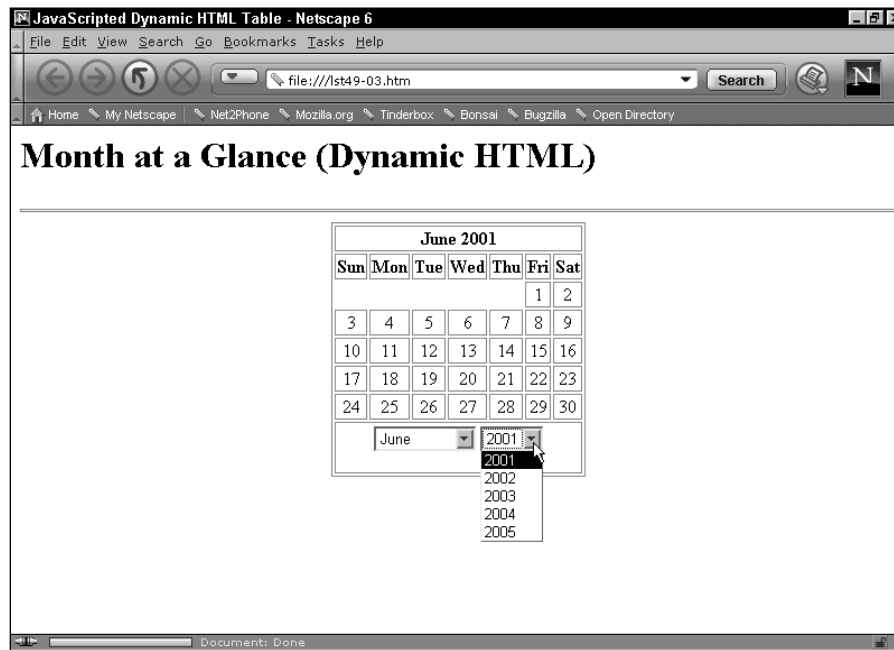 N JavaScripted Dynamic HTML Table - Netscape 6
File Edit View Search Go Bookmarks Tasks Help
file:///lst49-03.htm Search N
Home My Netscape Net2Phone Mozilla.org Tinderbox Bonsai Bugzilla Open Directory
Month at a Glance (Dynamic HTML)
June 2001
Sun Mon Tue Wed Thu Fri Sat
1 2
3 4 5 6 7 8 9
10 11 12 13 14 15 16
17 18 19 20 21 22 23
24 25 26 27 28 29 30
June 2001
2001
2002
2003
2004
2005
Document: Done